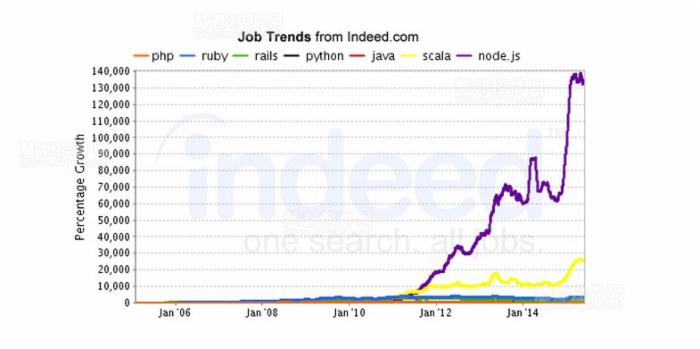 Job Trends from Indeed.com
php ruby rails python java scala node.js
140,000
130,000
120,000
110,000
100,000
90,000
80,000
70,000
60,000
50,000
40,000
30,000
20,000
10,000
0
Percentage Growth
indeed
one search. all jobs.
Jan '06 Jan '08 Jan '10 Jan '12 Jan '14